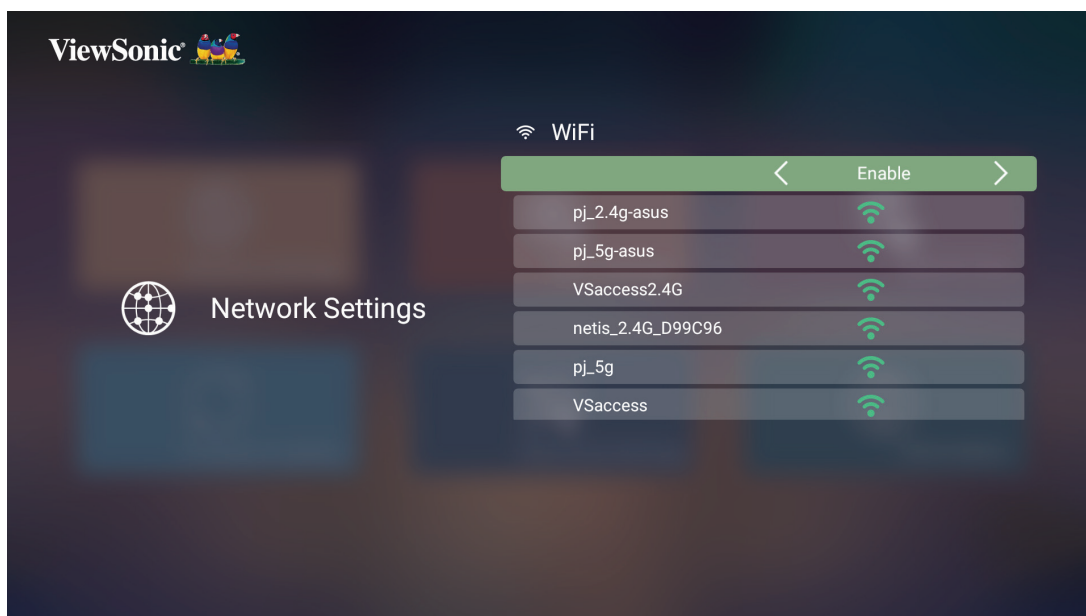 ViewSonic®
WiFi
Enable
pj_2.4g-asus
pj_5g-asus
VSaccess2.4G
Network Settings
netis_2.4G_D99C96
pj_5g
VSaccess